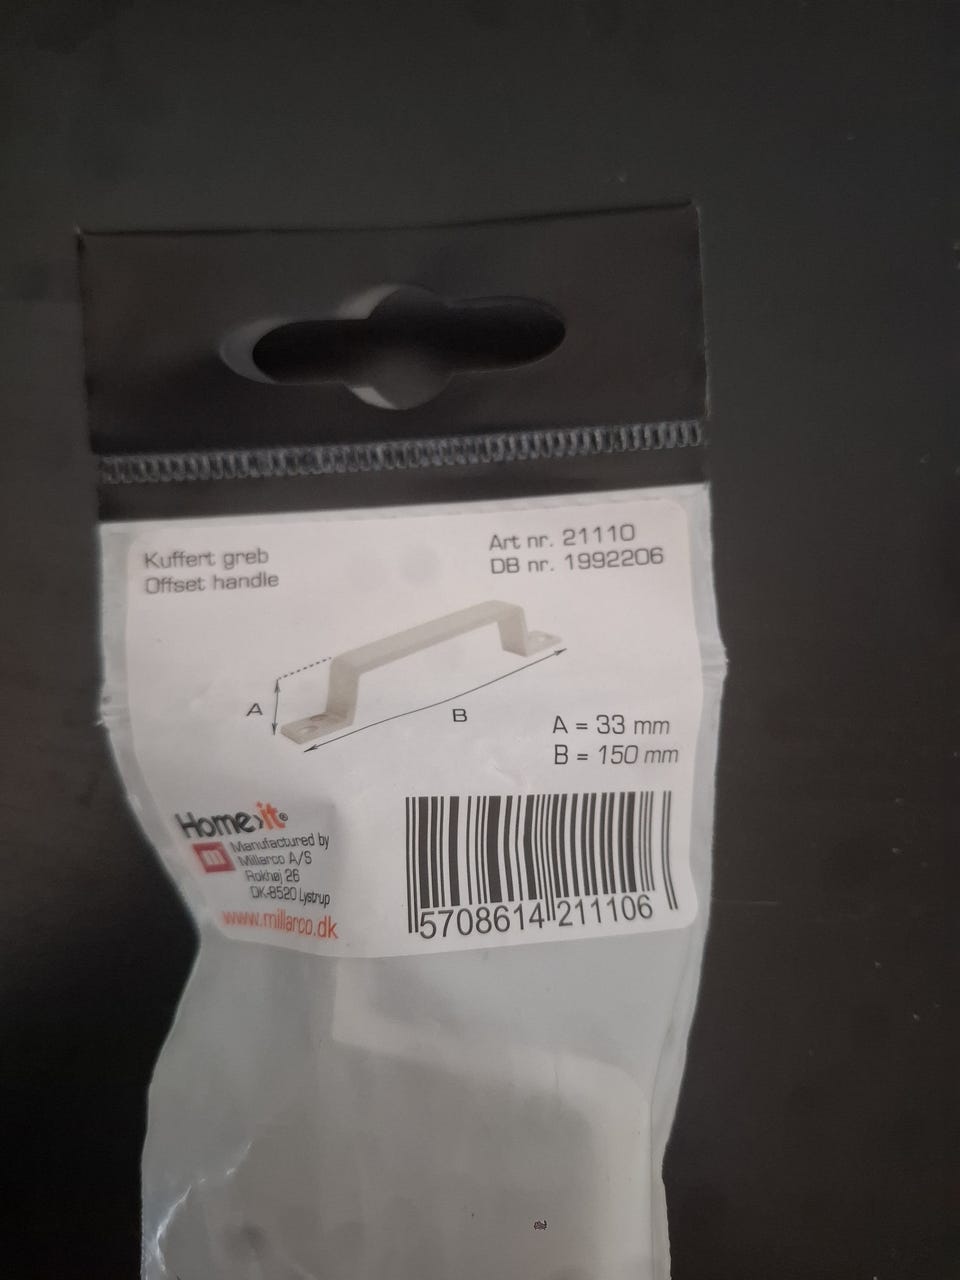 Kuffert greb
Offset handle
Art nr. 21110
DB nr. 1992206
A
B
A = 33 mm
B = 150 mm
Home>it®
m
Manufactured by
Millarco A/S
Rokhøj 26
DK-8520 Lystrup
www.millarco.dk
5708614 211106